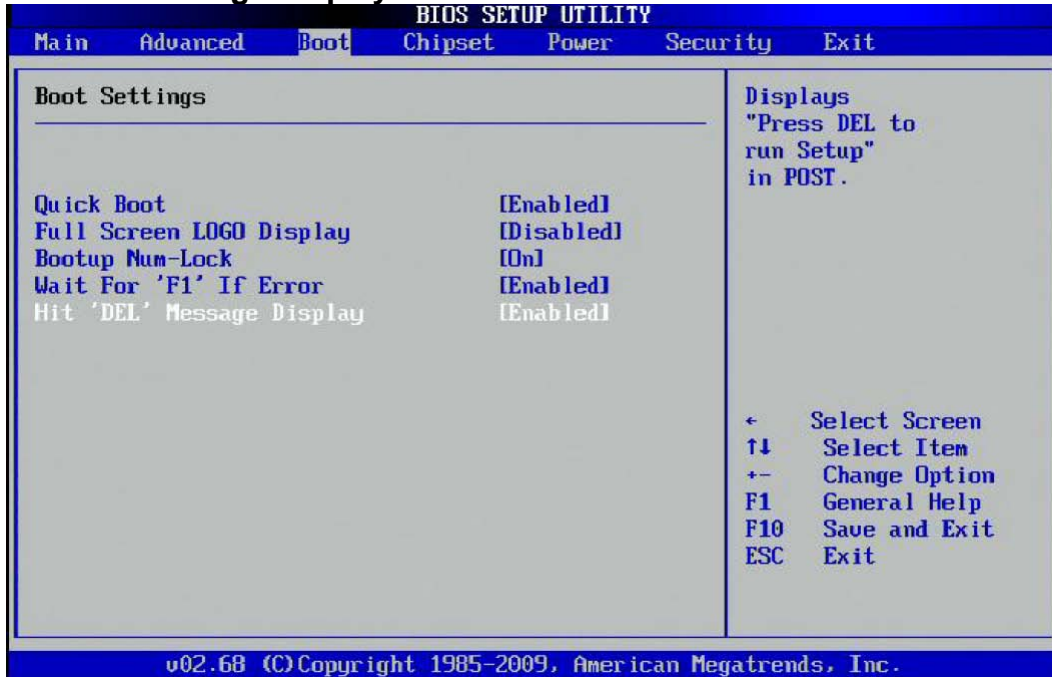 BIOS SETUP UTILITY
Main Advanced Boot Chipset Power Security Exit
Boot Settings
Quick Boot [Enabled]
Full Screen LOGO Display [Disabled]
Bootup Num-Lock [On]
Wait For 'F1' If Error [Enabled]
Hit 'DEL' Message Display [Enabled]
Displays
"Press DEL to
run Setup"
in POST.
← Select Screen
↑↓ Select Item
+- Change Option
F1 General Help
F10 Save and Exit
ESC Exit
v02.68 (C)Copyright 1985-2009, American Megatrends, Inc.